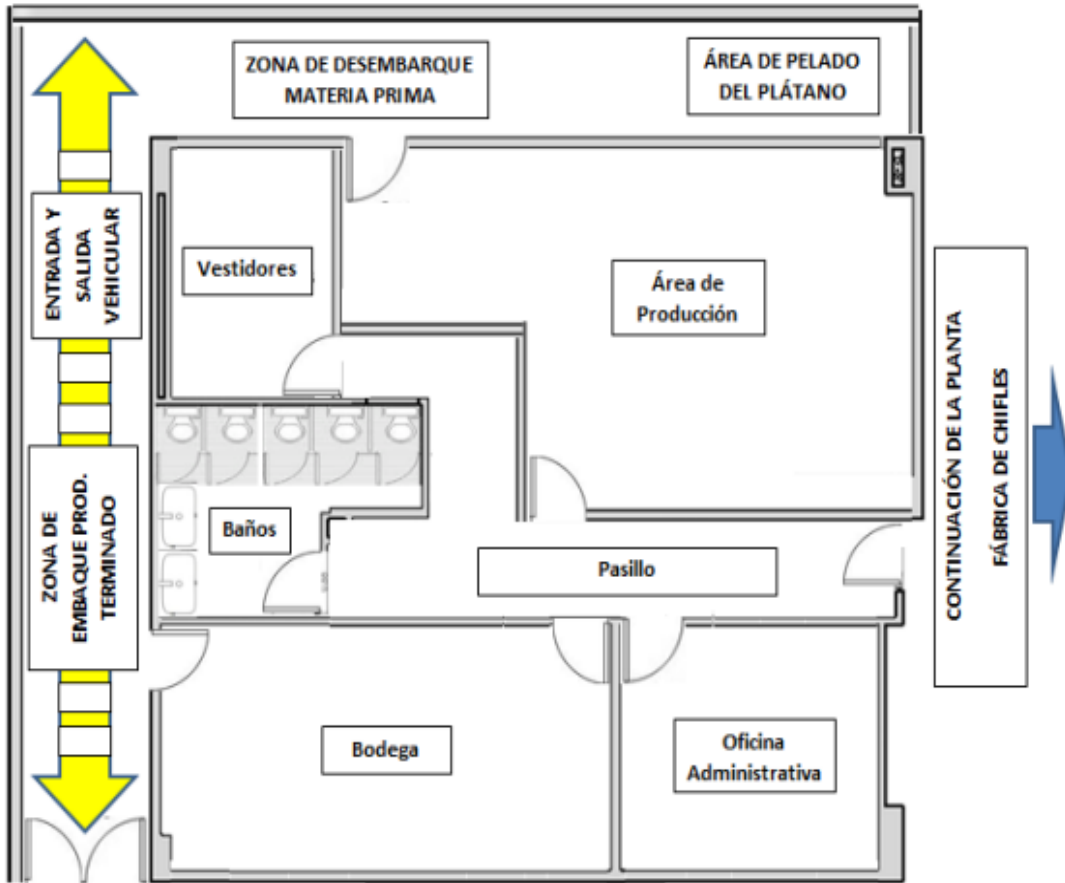 ZONA DE DESEMBARQUE
MATERIA PRIMA
ÁREA DE PELADO
DEL PLÁTANO
ENTRADA Y
SALIDA
VEHICULAR
Vestidores
Área de
Producción
CONTINUACIÓN DE LA PLANTA
FÁBRICA DE CHIFLES
ZONA DE
EMBAQUE PROD.
TERMINADO
Baños
Pasillo
Bodega
Oficina
Administrativa